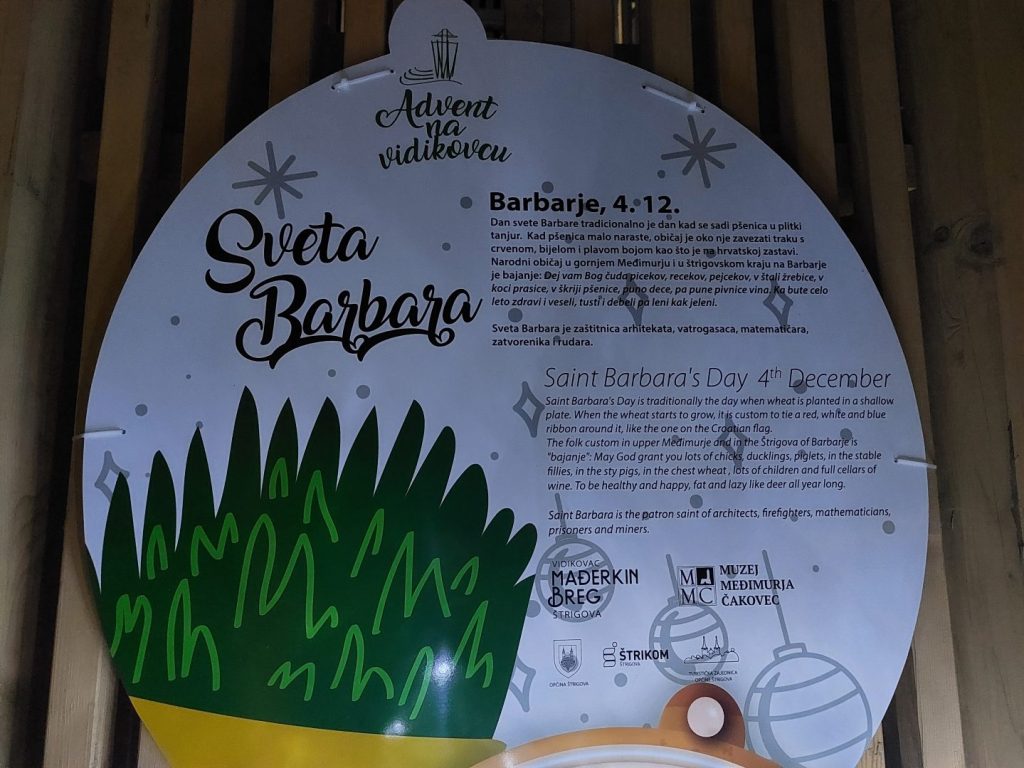 Advent
na
vidikovcu
Sveta
Barbara
Barbarje, 4. 12.
Dan svete Barbare tradicionalno je dan kad se sadi pšenica u plitki
tanjur. Kad pšenica malo naraste, običaj je oko nje zavezati traku s
crvenom, bijelom i plavom bojom kao što je na hrvatskoj zastavi.
Narodni običaj u gornjem Međimurju i u štrigovskom kraju na Barbarje
je bajanje: Dej vam Bog čuda picekov, recekov, pejcekov, v štali žrebice, v
koci prasice, v škriji pšenice, puno dece, pa pune pivnice vina. Ka bute celo
leto zdravi i veseli, tusti i debeli pa leni kak jeleni.
Sveta Barbara je zaštitnica arhitekata, vatrogasaca, matematičara,
zatvorenika i rudara.
Saint Barbara's Day 4th December
Saint Barbara's Day is traditionally the day when wheat is planted in a shallow
plate. When the wheat starts to grow, it is custom to tie a red, white and blue
ribbon around it, like the one on the Croatian flag.
The folk custom in upper Međimurje and in the Štrigova of Barbarje is
"bajanje": May God grant you lots of chicks, ducklings, piglets, in the stable
fillies, in the sty pigs, in the chest wheat , lots of children and full cellars of
wine. To be healthy and happy, fat and lazy like deer all year long.
Saint Barbara is the patron saint of architects, firefighters, mathematicians,
prisoners and miners.
VIDIKOVAC
MAĐERKIN
BREG
ŠTRIGOVA
M M
MC
MUZEJ
MEĐIMURJA
ČAKOVEC
OPĆINA ŠTRIGOVA
ŠTRIKOM
ŠTRIGOVA
TURISTIČKA ZAJEDNICA
OPĆINE ŠTRIGOVA